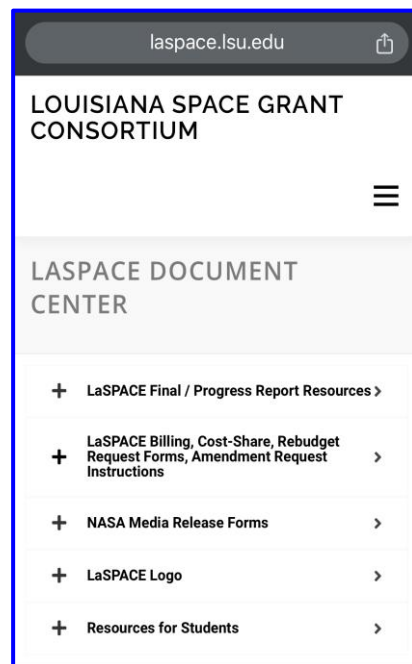 laspace.lsu.edu
LOUISIANA SPACE GRANT
CONSORTIUM
LASPACE DOCUMENT
CENTER
LaSPACE Final / Progress Report Resources
LaSPACE Billing, Cost-Share, Rebudget
Request Forms, Amendment Request
Instructions
NASA Media Release Forms
LaSPACE Logo
Resources for Students